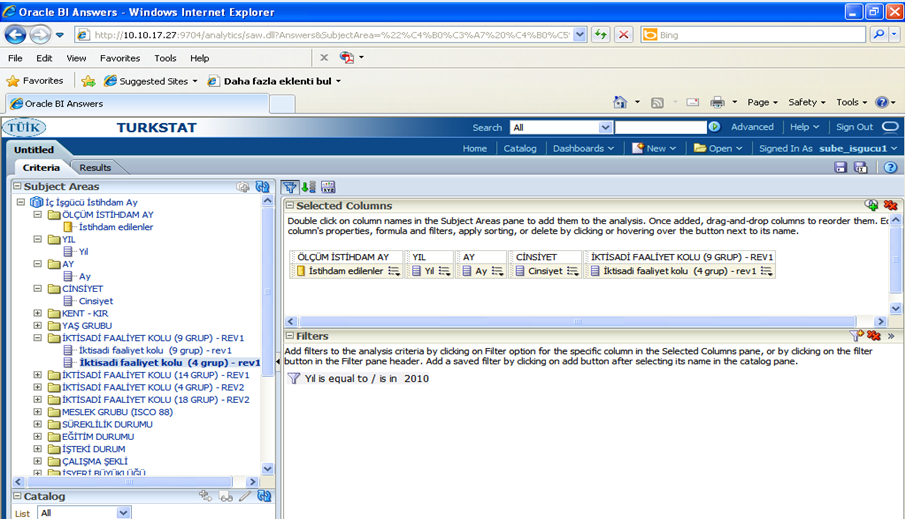 Oracle BI Answers - Windows Internet Explorer
http://10.10.17.27:9704/analytics/saw.dll?Answers&SubjectArea=%22%C4%B0%C3%A7%20%C4%B0%C5
Bing
File Edit View Favorites Tools Help
Favorites Suggested Sites Daha fazla eklenti bul
Oracle BI Answers
Page Safety Tools
TÜİK TURKSTAT
Search All Advanced Help Sign Out
Untitled
Home Catalog Dashboards New Open Signed In As sube_isgucu1
Criteria Results
Subject Areas
İç İşgücü İstihdam Ay
ÖLÇÜM İSTİHDAM AY
İstihdam edilenler
YIL
Yıl
AY
Ay
CİNSİYET
Cinsiyet
KENT - KIR
YAŞ GRUBU
İKTİSADİ FAALİYET KOLU (9 GRUP) - REV1
İktisadi faaliyet kolu (9 grup) - rev1
İktisadi faaliyet kolu (4 grup) - rev1
İKTİSADİ FAALİYET KOLU (14 GRUP) - REV1
İKTİSADİ FAALİYET KOLU (4 GRUP) - REV2
İKTİSADİ FAALİYET KOLU (18 GRUP) - REV2
MESLEK GRUBU (ISCO 88)
SÜREKLİLİK DURUMU
EĞİTİM DURUMU
İŞTEKİ DURUM
ÇALIŞMA ŞEKLİ
İŞYERİ BÜYÜKLÜĞÜ
Catalog
List All
Selected Columns
Double click on column names in the Subject Areas pane to add them to the analysis. Once added, drag-and-drop columns to reorder them. Ed
column's properties, formula and filters, apply sorting, or delete by clicking or hovering over the button next to its name.
ÖLÇÜM İSTİHDAM AY YIL AY CİNSİYET İKTİSADİ FAALİYET KOLU (9 GRUP) - REV1
İstihdam edilenler Yıl Ay Cinsiyet İktisadi faaliyet kolu (4 grup) - rev1
Filters
Add filters to the analysis criteria by clicking on Filter option for the specific column in the Selected Columns pane, or by clicking on the filter
button in the Filter pane header. Add a saved filter by clicking on add button after selecting its name in the catalog pane.
Yıl is equal to / is in 2010